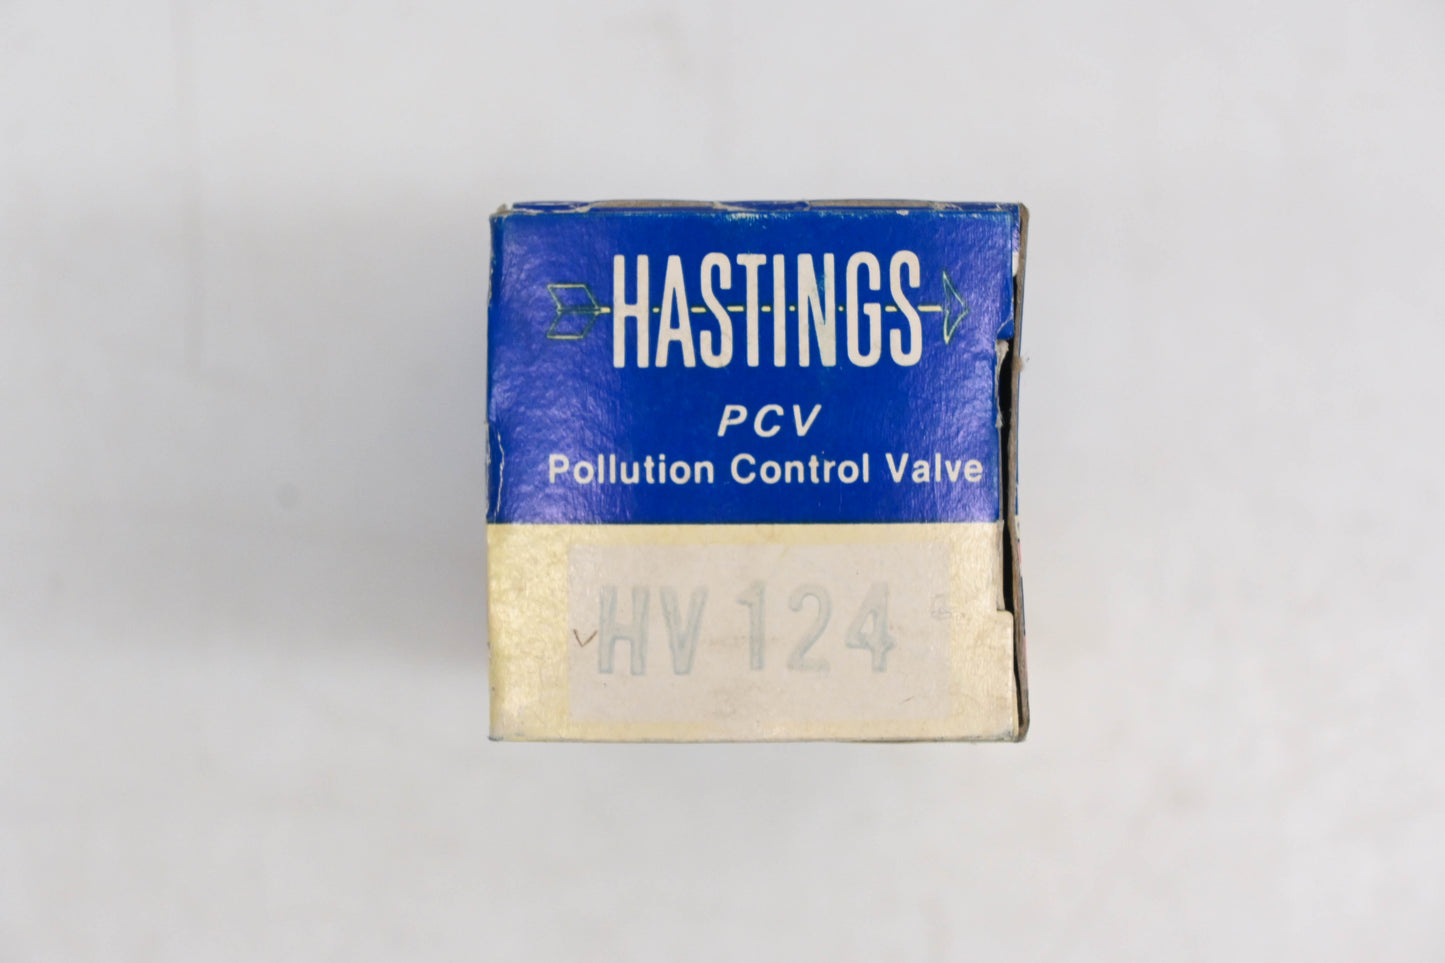 HASTINGS
PCV
Pollution Control Valve
HV 124